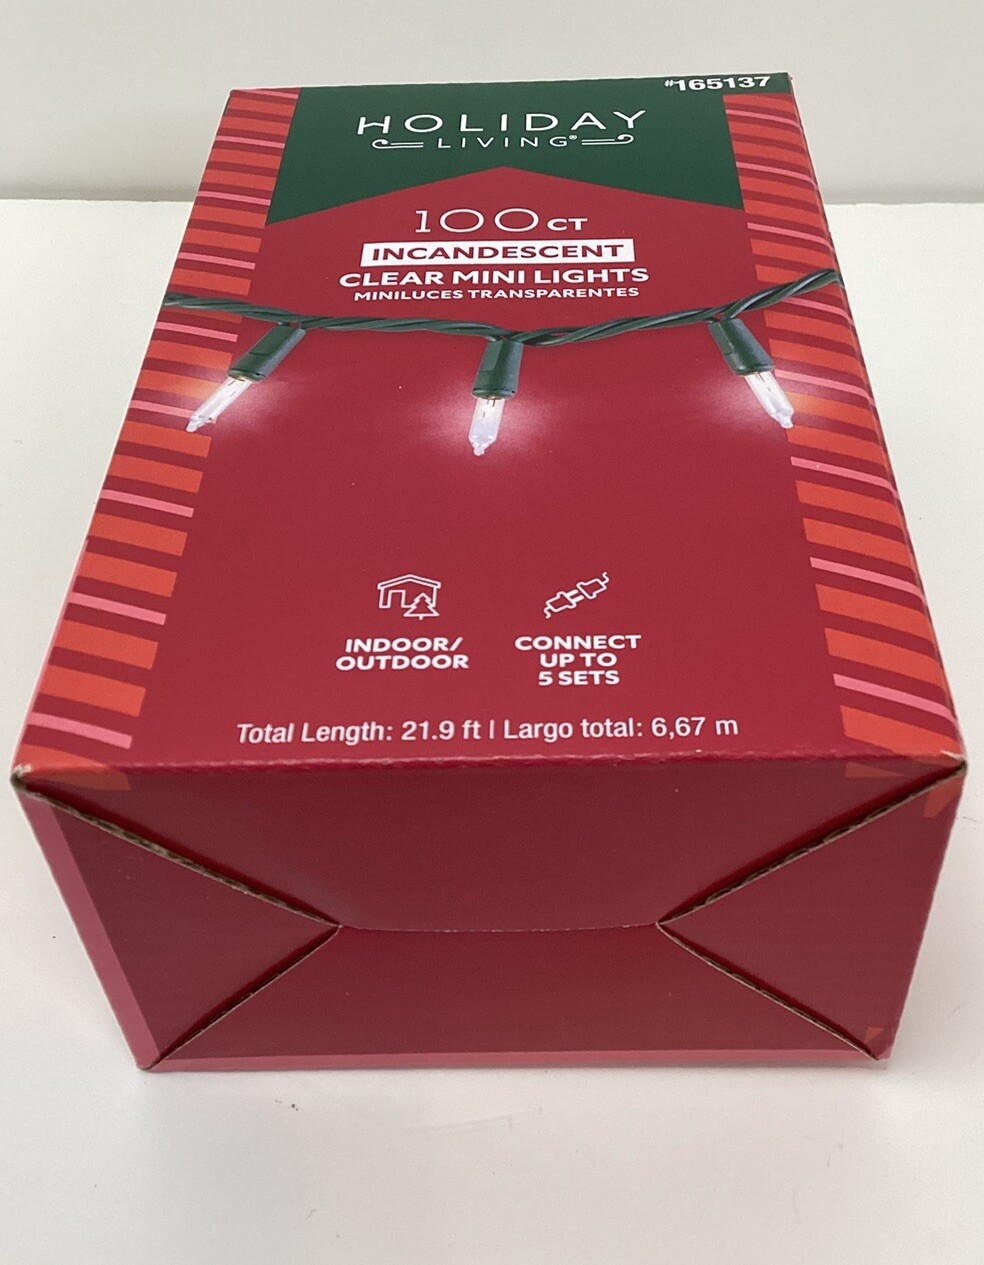 #165137
HOLIDAY
LIVING®
100CT
INCANDESCENT
CLEAR MINI LIGHTS
MINILUCES TRANSPARENTES
INDOOR/
OUTDOOR
CONNECT
UP TO
5 SETS
Total Length: 21.9 ft | Largo total: 6,67 m